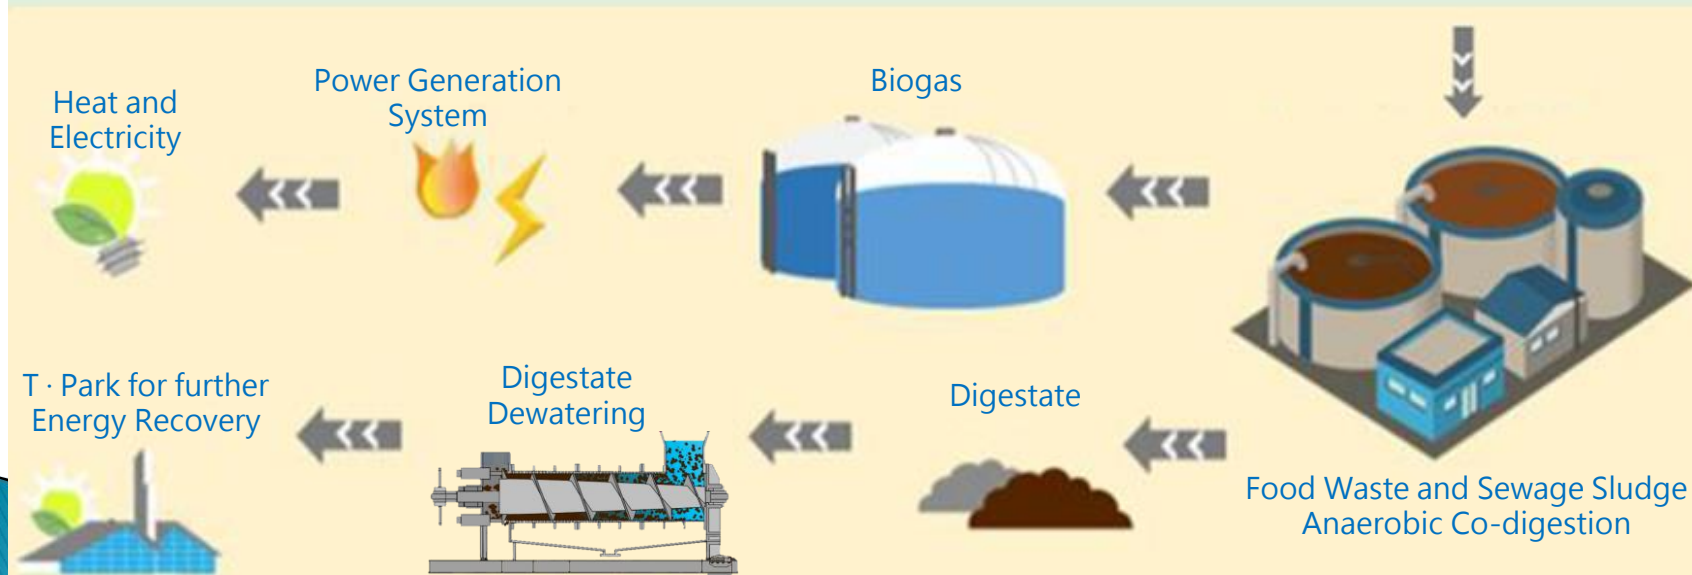 Heat and
Electricity
Power Generation
System
Biogas
T · Park for further
Energy Recovery
Digestate
Dewatering
Digestate
Food Waste and Sewage Sludge
Anaerobic Co-digestion